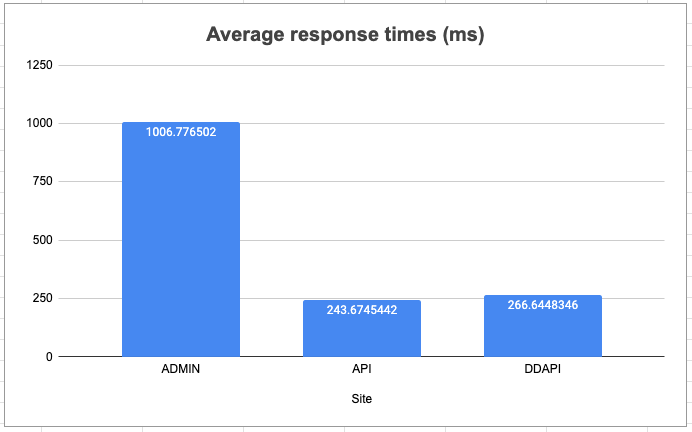 Average response times (ms)
1250
1000
750
500
250
0
1006.776502
243.6745442
266.6448346
ADMIN
API
DDAPI
Site